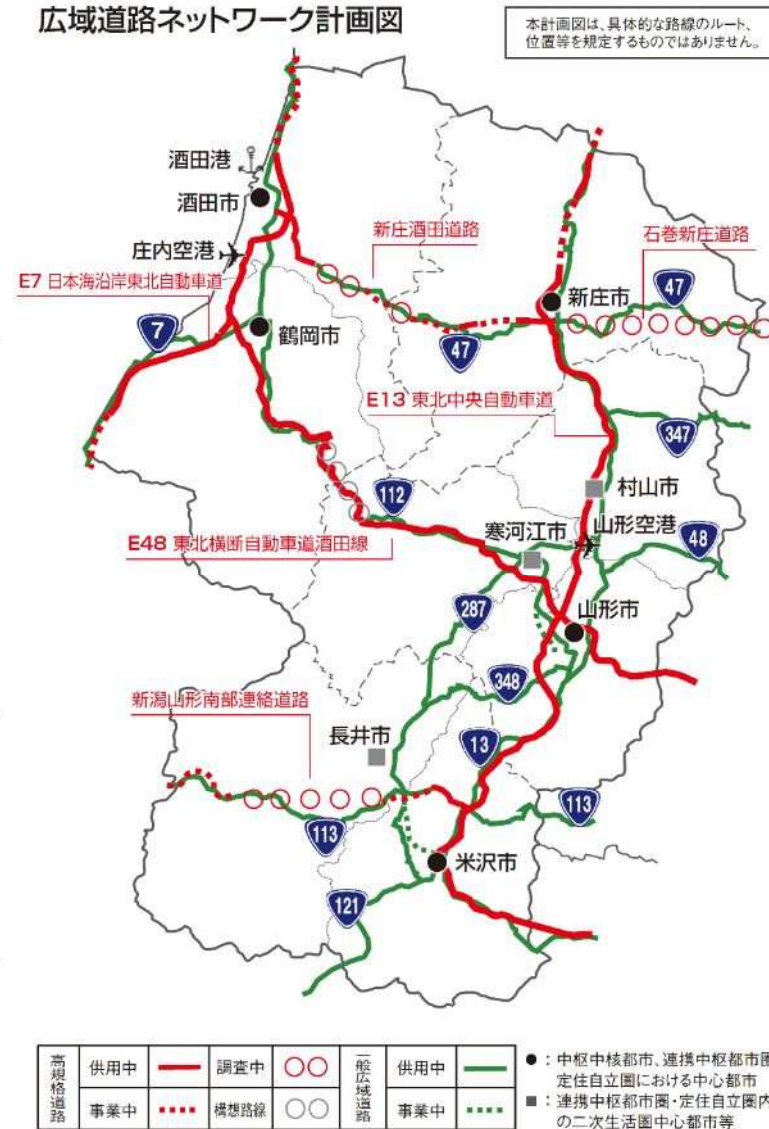 広域道路ネットワーク計画図
本計画図は、具体的な路線のルート、
位置等を規定するものではありません。
酒田港
酒田市
庄内空港
新庄酒田道路
石巻新庄道路
E7 日本海沿岸東北自動車道
新庄市
47
7
鶴岡市
47
E13 東北中央自動車道
347
村山市
112
寒河江市
山形空港
48
E48 東北横断自動車道酒田線
287
山形市
348
新潟山形南部連絡道路
長井市
13
113
113
米沢市
121
高規格道路
供用中
調査中
一般広域道路
供用中
事業中
構想路線
事業中
●：中枢中核都市、連携中枢都市圏
定住自立圏における中心都市
■：連携中枢都市圏・定住自立圏内
の二次生活圏中心都市等